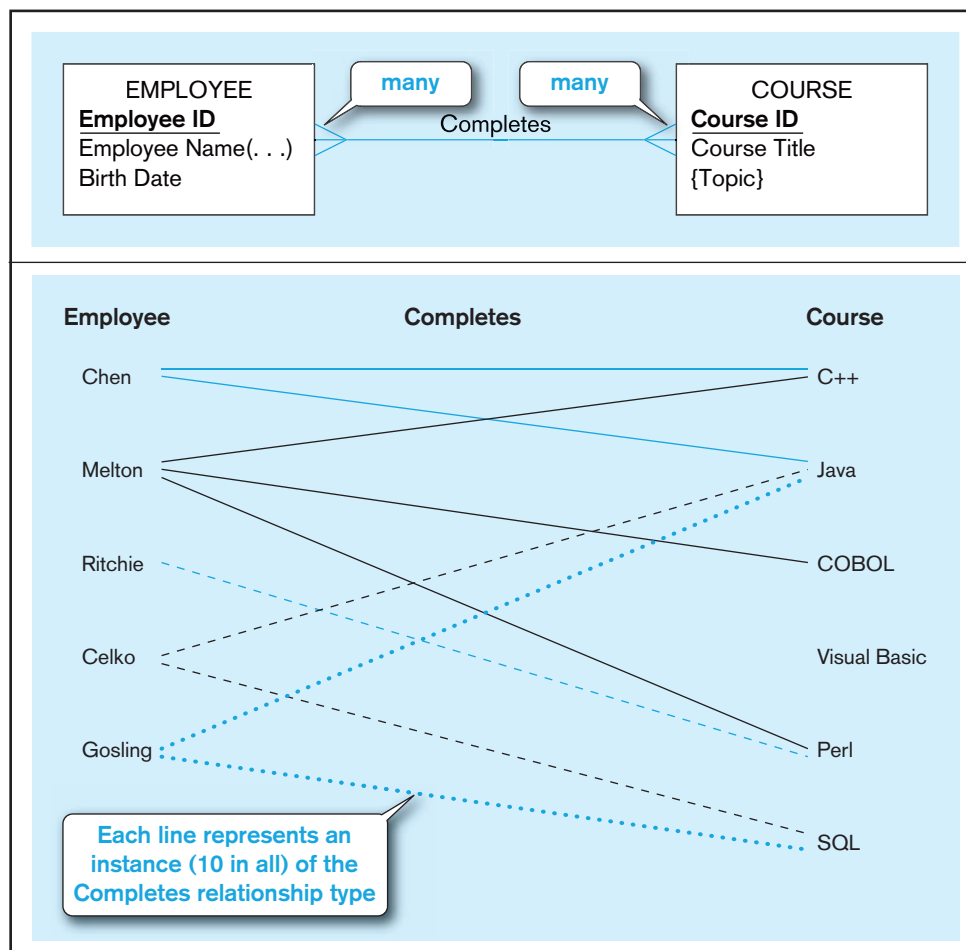 many
many
EMPLOYEE
Employee ID
Employee Name(. . .)
Birth Date
Completes
COURSE
Course ID
Course Title
{Topic}
Employee
Completes
Course
Chen
C++
Melton
Java
Ritchie
COBOL
Celko
Visual Basic
Gosling
Perl
SQL
Each line represents an
instance (10 in all) of the
Completes relationship type